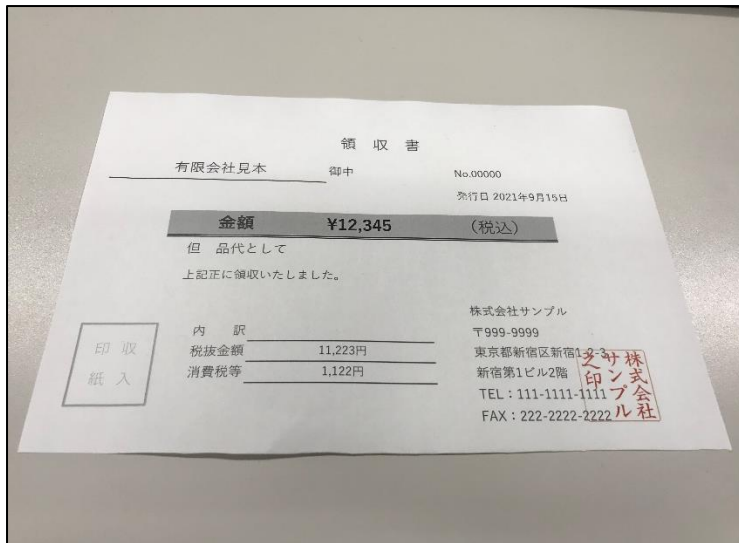 領 収 書
有限会社見本 御中
No.00000
発行日 2021年9月15日
金額 ¥12,345 (税込)
但 品代として
上記正に領収いたしました。
内 訳
税抜金額 11,223円
消費税等 1,122円
印 収
紙 入
株式会社サンプル
〒999-9999
東京都新宿区新宿1-2-3
新宿第1ビル2階
TEL：111-1111-1111
FAX：222-2222-2222
株式会社
サンプル
之印